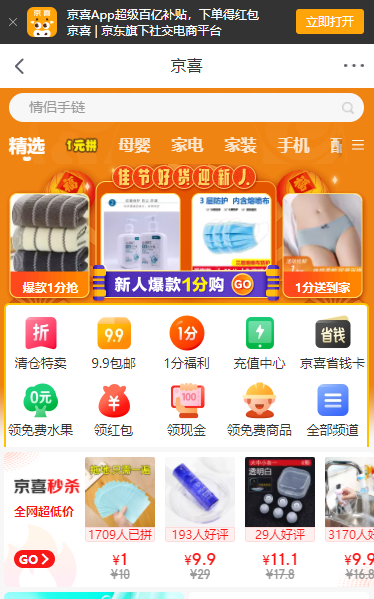 京喜
京喜App超级百亿补贴，下单得红包
京喜 | 京东旗下社交电商平台
立即打开
京喜
情侣手链
精选 1元拼 母婴 家电 家装 手机
佳节好货迎新人
3层防护 内含熔喷布
爆款1分抢
新人爆款1分购 GO
1分送到家
折 9.9 1分 省钱
清仓特卖 9.9包邮 1分福利 充值中心 京喜省钱卡
0元 ¥ 100
领免费水果 领红包 领现金 领免费商品 全部频道
京喜秒杀
全网超低价
GO
透明白
1709人已拼 193人好评 29人好评 3170人好
¥1 ¥9.9 ¥11.1 ¥9.9
¥10 ¥29 ¥17.8 ¥16.8